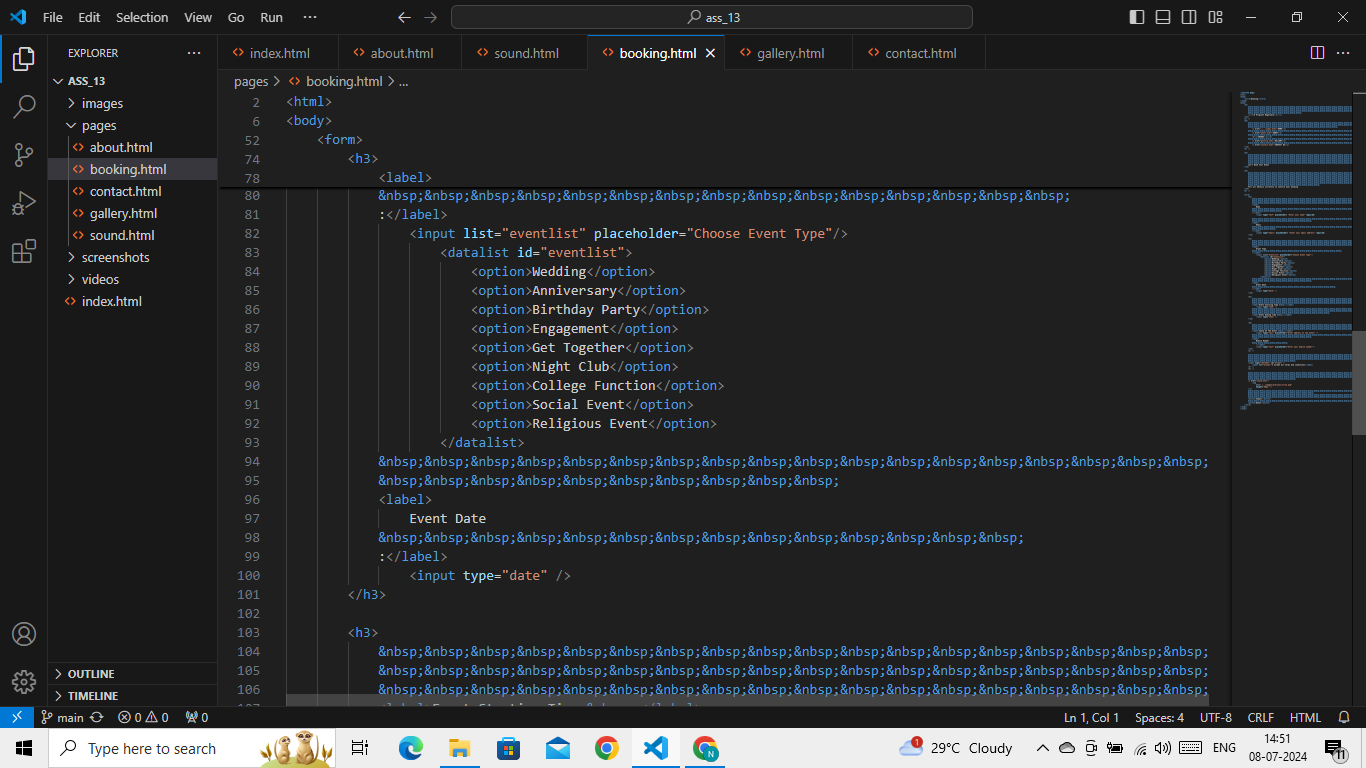 File Edit Selection View Go Run ··· ass_13
EXPLORER ···
index.html about.html sound.html booking.html gallery.html contact.html ···
ASS_13
images
pages
about.html
booking.html
contact.html
gallery.html
sound.html
screenshots
videos
index.html
OUTLINE
TIMELINE
pages > booking.html > ...
2 <html>
6 <body>
52 <form>
74 <h3>
78 <label>
80 &nbsp;&nbsp;&nbsp;&nbsp;&nbsp;&nbsp;&nbsp;&nbsp;&nbsp;&nbsp;&nbsp;&nbsp;&nbsp;&nbsp;&nbsp;
81 :</label>
82 <input list="eventlist" placeholder="Choose Event Type"/>
83 <datalist id="eventlist">
84 <option>Wedding</option>
85 <option>Anniversary</option>
86 <option>Birthday Party</option>
87 <option>Engagement</option>
88 <option>Get Together</option>
89 <option>Night Club</option>
90 <option>College Function</option>
91 <option>Social Event</option>
92 <option>Religious Event</option>
93 </datalist>
94 &nbsp;&nbsp;&nbsp;&nbsp;&nbsp;&nbsp;&nbsp;&nbsp;&nbsp;&nbsp;&nbsp;&nbsp;&nbsp;&nbsp;&nbsp;&nbsp;&nbsp;&nbsp;
95 &nbsp;&nbsp;&nbsp;&nbsp;&nbsp;&nbsp;&nbsp;&nbsp;&nbsp;&nbsp;
96 <label>
97 Event Date
98 &nbsp;&nbsp;&nbsp;&nbsp;&nbsp;&nbsp;&nbsp;&nbsp;&nbsp;&nbsp;&nbsp;&nbsp;&nbsp;&nbsp;
99 :</label>
100 <input type="date" />
101 </h3>
102
103 <h3>
104 &nbsp;&nbsp;&nbsp;&nbsp;&nbsp;&nbsp;&nbsp;&nbsp;&nbsp;&nbsp;&nbsp;&nbsp;&nbsp;&nbsp;&nbsp;&nbsp;&nbsp;&nbsp;
105 &nbsp;&nbsp;&nbsp;&nbsp;&nbsp;&nbsp;&nbsp;&nbsp;&nbsp;&nbsp;&nbsp;&nbsp;&nbsp;&nbsp;&nbsp;&nbsp;&nbsp;&nbsp;
106 &nbsp;&nbsp;&nbsp;&nbsp;&nbsp;&nbsp;&nbsp;&nbsp;&nbsp;&nbsp;&nbsp;&nbsp;&nbsp;&nbsp;&nbsp;&nbsp;&nbsp;&nbsp;
main 0 0 0 Ln 1, Col 1 Spaces: 4 UTF-8 CRLF HTML
Type here to search 1 29°C Cloudy ENG 14:51
08-07-2024 11